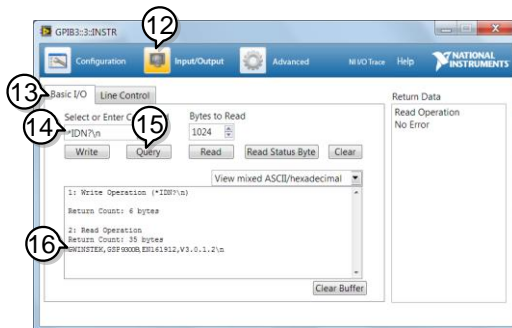 GPIB3::3::INSTR
12
Configuration
Input/Output
Advanced
NI I/O Trace
Help
NATIONAL
INSTRUMENTS
13
Basic I/O
Line Control
14
Select or Enter
15
Bytes to Read
*IDN?\n
1024
Write
Query
Read
Read Status Byte
Clear
View mixed ASCII/hexadecimal
1: Write Operation (*IDN?\n)
Return Count: 6 bytes
2: Read Operation
Return Count: 35 bytes
16
GWINSTEK,GSP9300B,EN161912,V3.0.1.2\n
Clear Buffer
Return Data
Read Operation
No Error